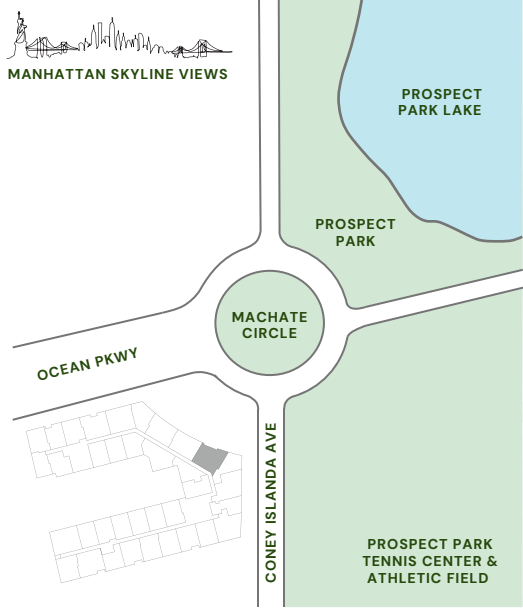 MANHATTAN SKYLINE VIEWS
PROSPECT
PARK LAKE
PROSPECT
PARK
MACHATE
CIRCLE
OCEAN PKWY
CONEY ISLANDA AVE
PROSPECT PARK
TENNIS CENTER &
ATHLETIC FIELD